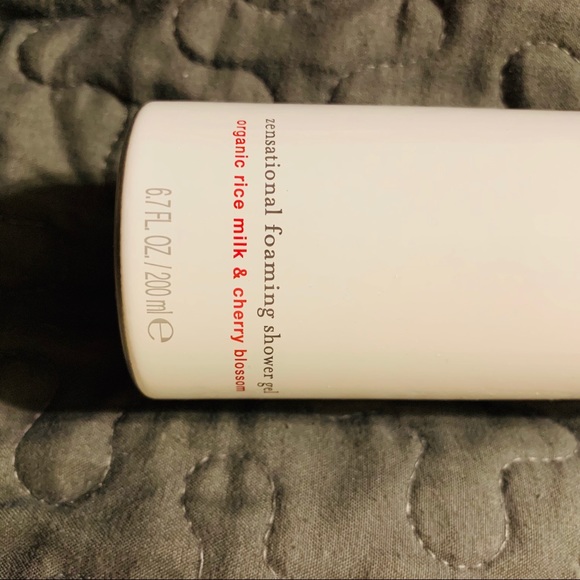 zensational foaming shower gel
organic rice milk & cherry blossom
6.7 FL. OZ. / 200 ml ℮